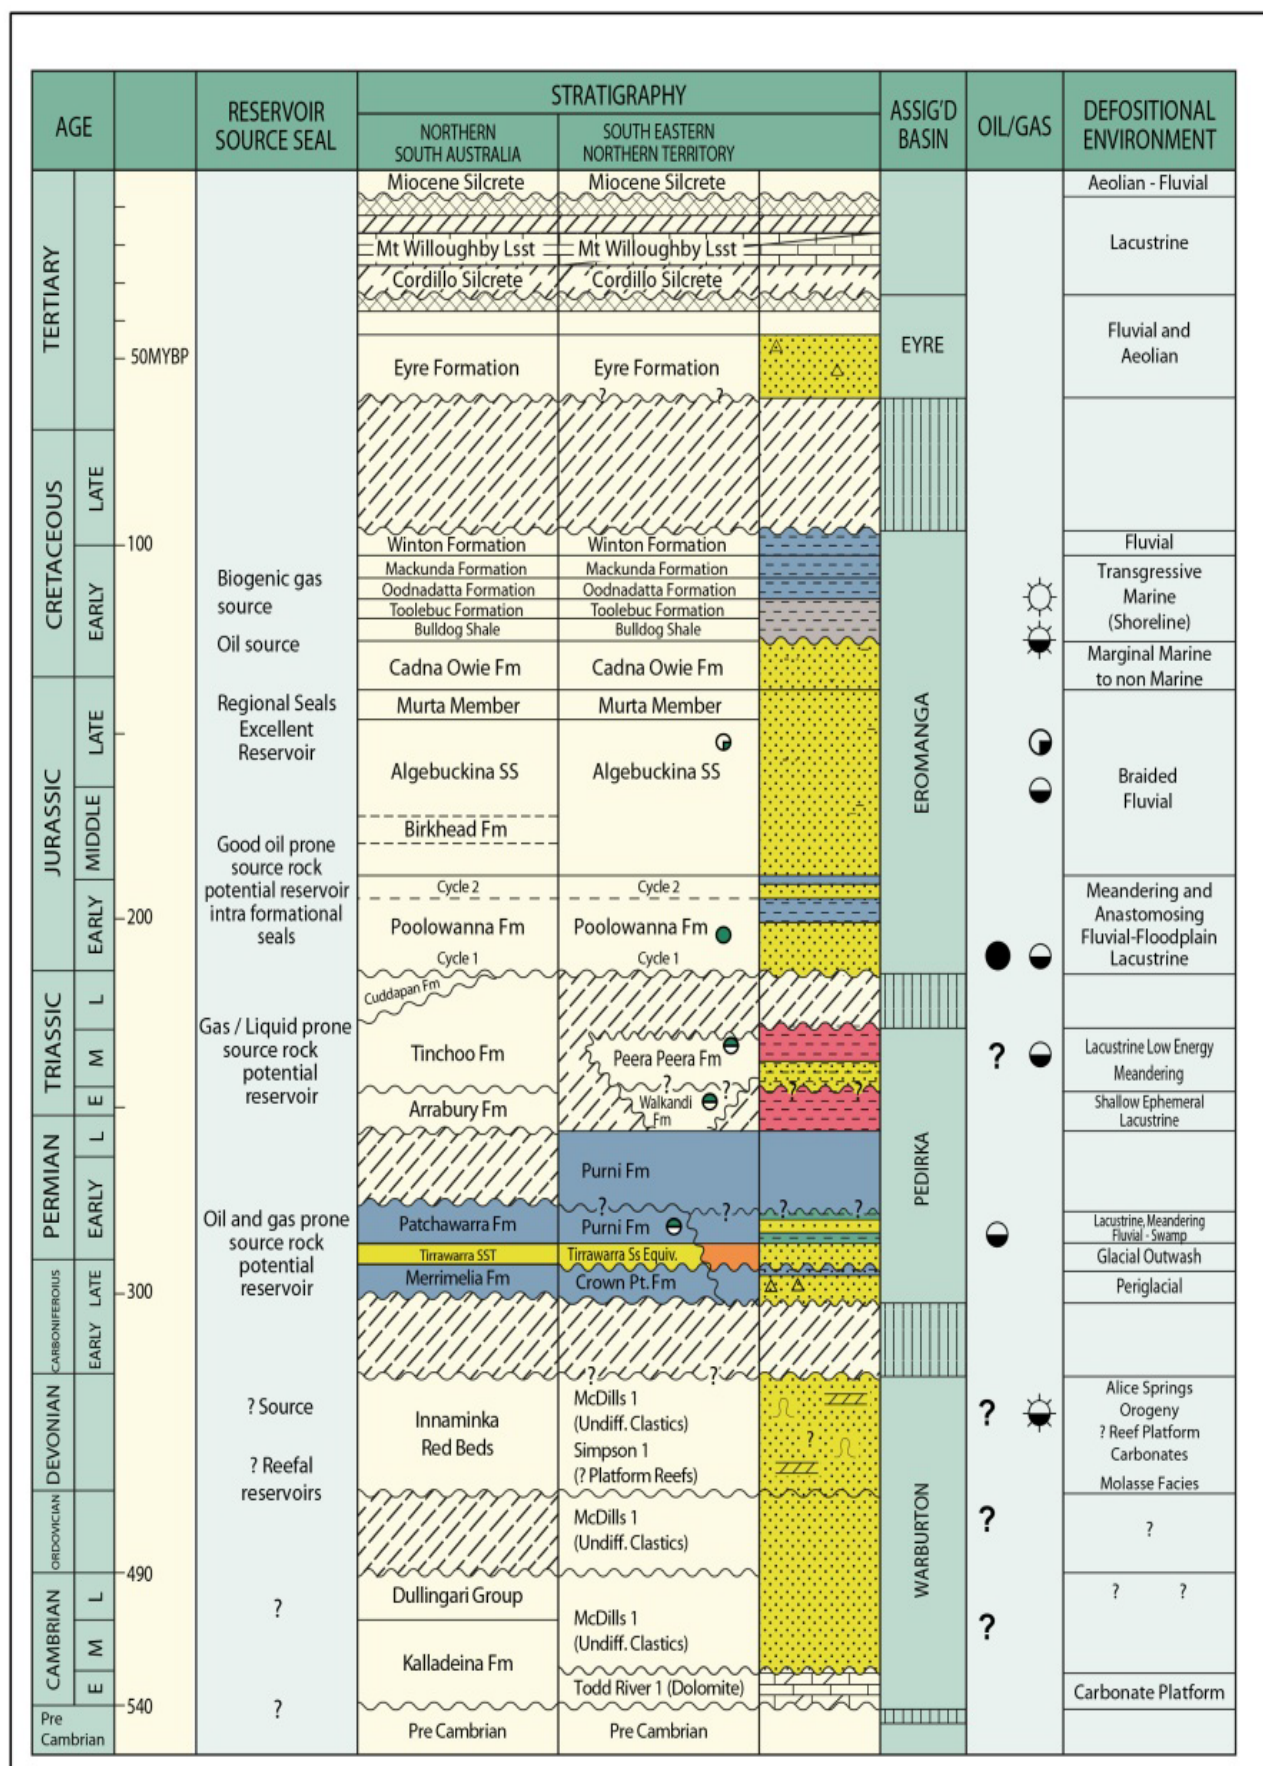 AGE
RESERVOIR
SOURCE SEAL
STRATIGRAPHY
NORTHERN
SOUTH AUSTRALIA
SOUTH EASTERN
NORTHERN TERRITORY
ASSIG'D
BASIN
OIL/GAS
DEFOSITIONAL
ENVIRONMENT
TERTIARY
CRETACEOUS
LATE
EARLY
JURASSIC
LATE
MIDDLE
EARLY
TRIASSIC
L
M
E
PERMIAN
L
EARLY
CARBONIFEROIUS
LATE
EARLY
DEVONIAN
ORDOVICIAN
CAMBRIAN
L
M
E
Pre
Cambrian
50MYBP
100
200
300
490
540
Biogenic gas
source
Oil source
Regional Seals
Excellent
Reservoir
Good oil prone
source rock
potential reservoir
intra formational
seals
Gas / Liquid prone
source rock
potential
reservoir
Oil and gas prone
source rock
potential
reservoir
? Source
? Reefal
reservoirs
?
?
Miocene Silcrete
Mt Willoughby Lsst
Cordillo Silcrete
Eyre Formation
Winton Formation
Mackunda Formation
Oodnadatta Formation
Toolebuc Formation
Bulldog Shale
Cadna Owie Fm
Murta Member
Algebuckina SS
Birkhead Fm
Cycle 2
Poolowanna Fm
Cycle 1
Cuddapan Fm
Tinchoo Fm
Arrabury Fm
Patchawarra Fm
Tirrawarra SST
Merrimelia Fm
Innaminka
Red Beds
Dullingari Group
Kalladeina Fm
Pre Cambrian
Miocene Silcrete
Mt Willoughby Lsst
Cordillo Silcrete
Eyre Formation
? ?
Winton Formation
Mackunda Formation
Oodnadatta Formation
Toolebuc Formation
Bulldog Shale
Cadna Owie Fm
Murta Member
Algebuckina SS
Cycle 2
Poolowanna Fm
Cycle 1
Peera Peera Fm
? ?
Walkandi
Fm
Purni Fm
? ?
Purni Fm
Tirrawarra Ss Equiv.
Crown Pt. Fm
? ?
McDills 1
(Undiff. Clastics)
Simpson 1
(? Platform Reefs)
McDills 1
(Undiff. Clastics)
McDills 1
(Undiff. Clastics)
Todd River 1 (Dolomite)
Pre Cambrian
? ?
? ?
?
EYRE
EROMANGA
PEDIRKA
WARBURTON
?
?
?
?
Aeolian - Fluvial
Lacustrine
Fluvial and
Aeolian
Fluvial
Transgressive
Marine
(Shoreline)
Marginal Marine
to non Marine
Braided
Fluvial
Meandering and
Anastomosing
Fluvial-Floodplain
Lacustrine
Lacustrine Low Energy
Meandering
Shallow Ephemeral
Lacustrine
Lacustrine, Meandering
Fluvial - Swamp
Glacial Outwash
Periglacial
Alice Springs
Orogeny
? Reef Platform
Carbonates
Molasse Facies
?
? ?
Carbonate Platform